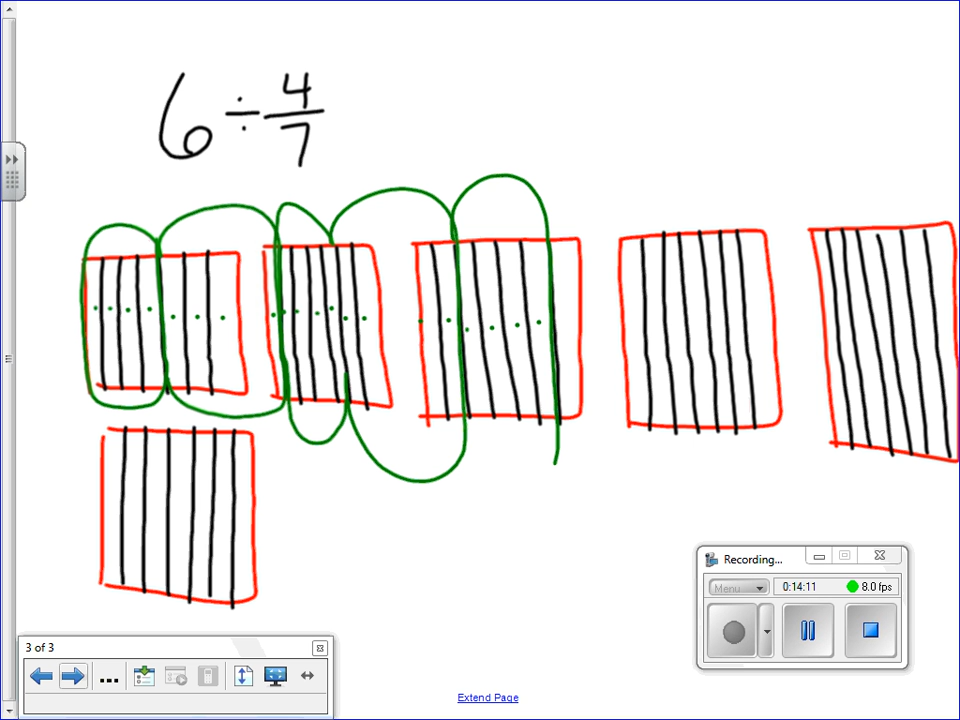 6 ÷ 4/7
Recording...
Menu
0:14:11
8.0 fps
3 of 3
...
Extend Page